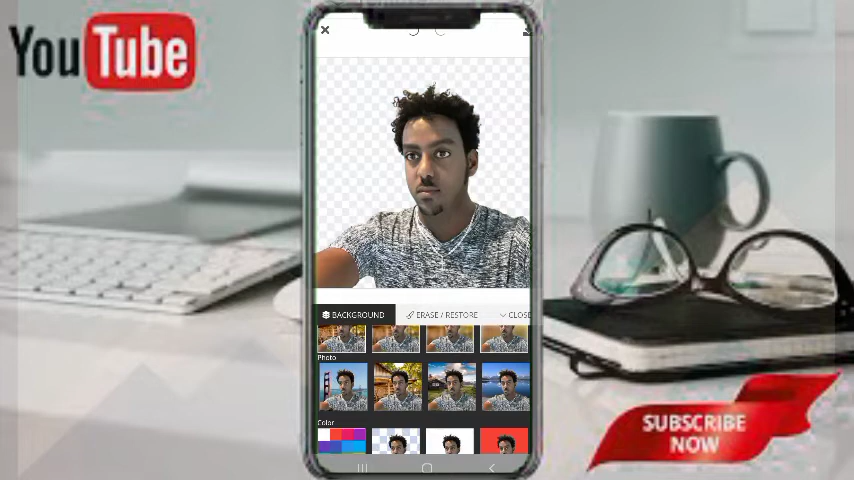 YouTube
BACKGROUND
ERASE / RESTORE
CLOSE
Photo
Color
SUBSCRIBE
NOW